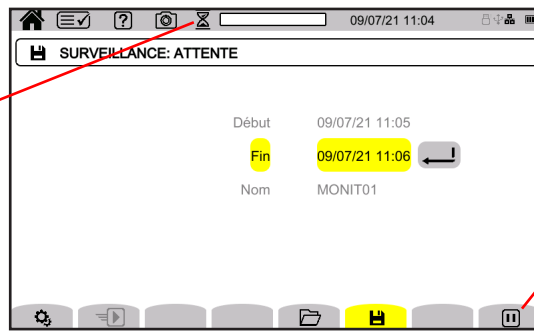 09/07/21 11:04
SURVEILLANCE: ATTENTE
Début 09/07/21 11:05
Fin 09/07/21 11:06
Nom MONIT01